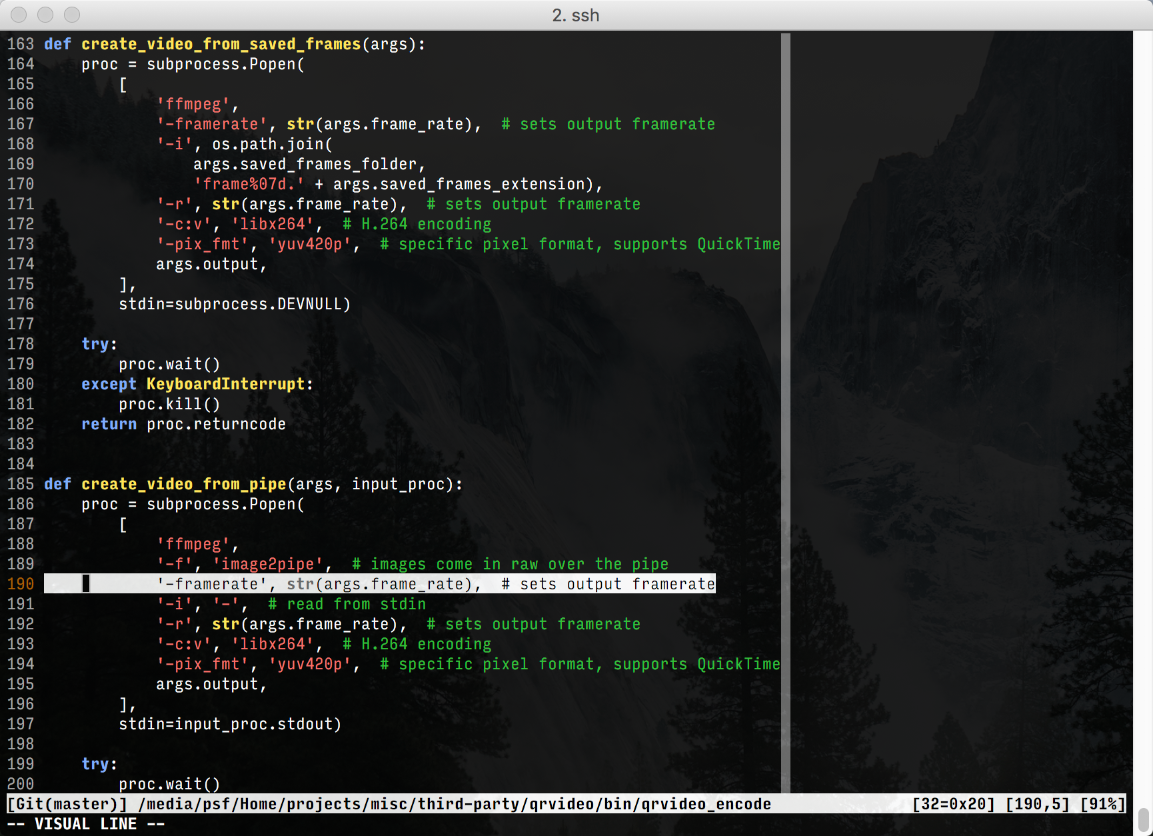 2. ssh
163 def create_video_from_saved_frames(args):
164     proc = subprocess.Popen(
165         [
166             'ffmpeg',
167             '-framerate', str(args.frame_rate),  # sets output framerate
168             '-i', os.path.join(
169                 args.saved_frames_folder,
170                 'frame%07d.' + args.saved_frames_extension),
171             '-r', str(args.frame_rate),  # sets output framerate
172             '-c:v', 'libx264',  # H.264 encoding
173             '-pix_fmt', 'yuv420p',  # specific pixel format, supports QuickTime
174             args.output,
175         ],
176         stdin=subprocess.DEVNULL)
177
178     try:
179         proc.wait()
180     except KeyboardInterrupt:
181         proc.kill()
182     return proc.returncode
183
184
185 def create_video_from_pipe(args, input_proc):
186     proc = subprocess.Popen(
187         [
188             'ffmpeg',
189             '-f', 'image2pipe',  # images come in raw over the pipe
190             '-framerate', str(args.frame_rate),  # sets output framerate
191             '-i', '-',  # read from stdin
192             '-r', str(args.frame_rate),  # sets output framerate
193             '-c:v', 'libx264',  # H.264 encoding
194             '-pix_fmt', 'yuv420p',  # specific pixel format, supports QuickTime
195             args.output,
196         ],
197         stdin=input_proc.stdout)
198
199     try:
200         proc.wait()
[Git(master)] /media/psf/Home/projects/misc/third-party/qrvideo/bin/qrvideo_encode [32=0x20] [190,5] [91%]
-- VISUAL LINE --